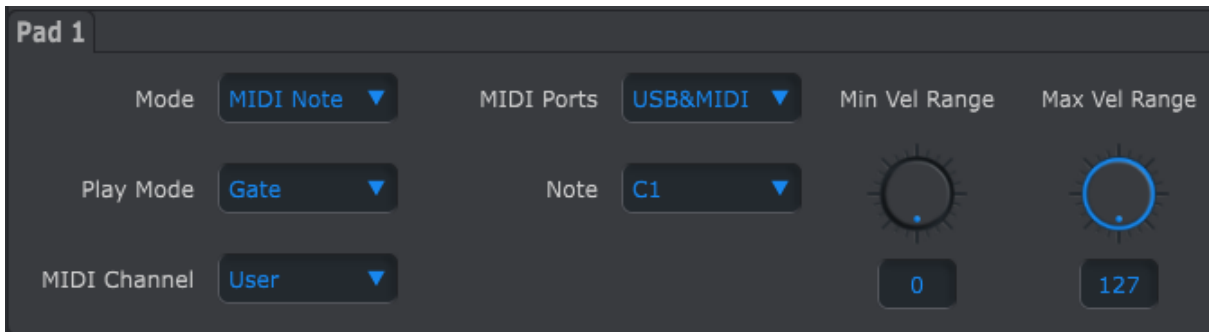 Pad 1
Mode MIDI Note MIDI Ports USB&MIDI Min Vel Range Max Vel Range
Play Mode Gate Note C1
MIDI Channel User 0 127